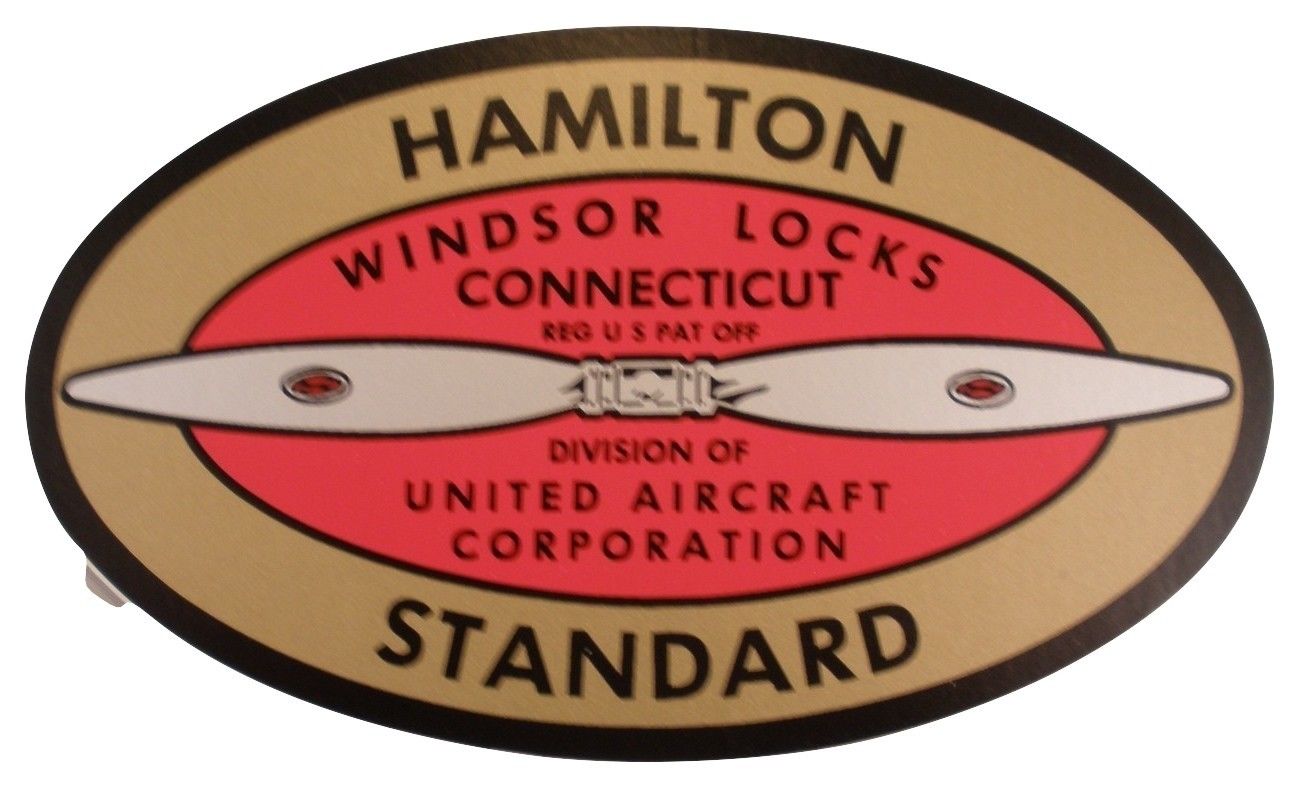 HAMILTON
WINDSOR LOCKS
CONNECTICUT
REG U S PAT OFF
DIVISION OF
UNITED AIRCRAFT
CORPORATION
STANDARD